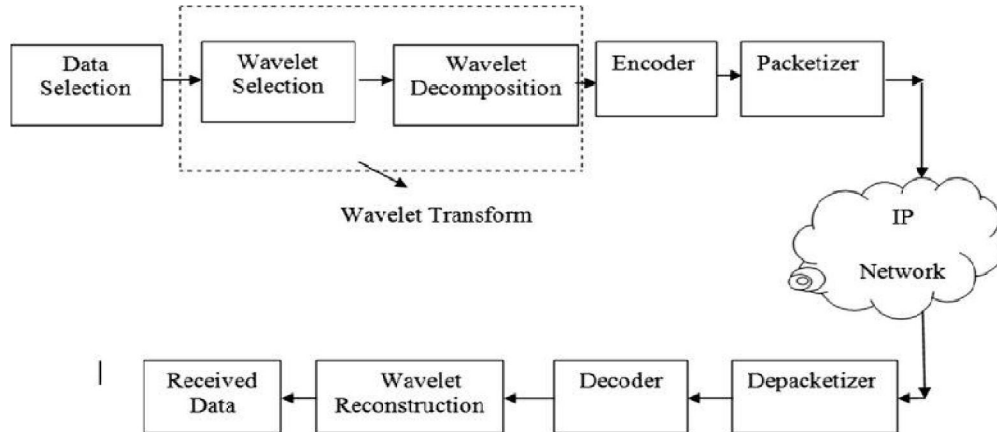 Data
Selection
Wavelet
Selection
Wavelet
Decomposition
Encoder
Packetizer
Wavelet Transform
IP
Network
Received
Data
Wavelet
Reconstruction
Decoder
Depacketizer